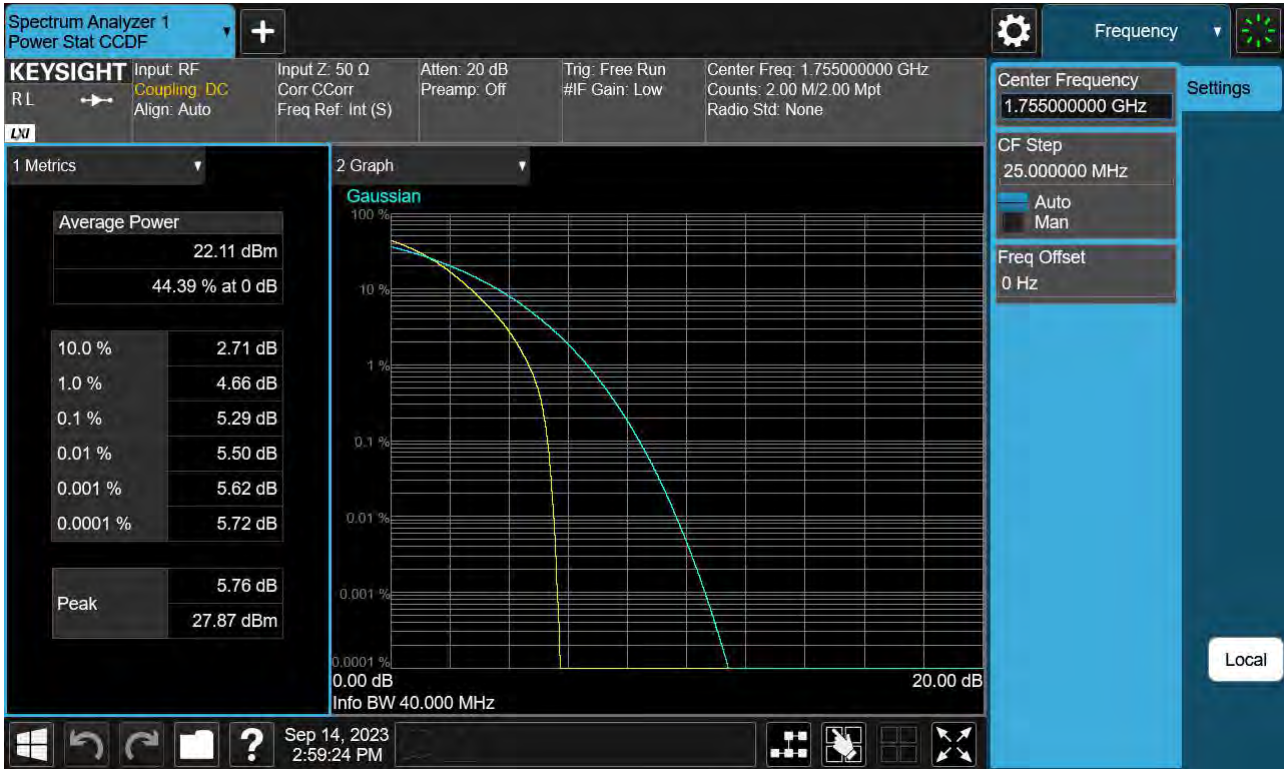 Spectrum Analyzer 1
Power Stat CCDF
+
Frequency
KEYSIGHT
RL
LXI
Input: RF
Coupling: DC
Align: Auto
Input Z: 50 Ω
Corr CCorr
Freq Ref: Int (S)
Atten: 20 dB
Preamp: Off
Trig: Free Run
#IF Gain: Low
Center Freq: 1.755000000 GHz
Counts: 2.00 M/2.00 Mpt
Radio Std: None
Center Frequency
1.755000000 GHz
Settings
CF Step
25.000000 MHz
Auto
Man
Freq Offset
0 Hz
Local
1 Metrics
Average Power
22.11 dBm
44.39 % at 0 dB
10.0 % 2.71 dB
1.0 % 4.66 dB
0.1 % 5.29 dB
0.01 % 5.50 dB
0.001 % 5.62 dB
0.0001 % 5.72 dB
Peak
5.76 dB
27.87 dBm
2 Graph
Gaussian
100 %
10 %
1 %
0.1 %
0.01 %
0.001 %
0.0001 %
0.00 dB 20.00 dB
Info BW 40.000 MHz
?
Sep 14, 2023
2:59:24 PM